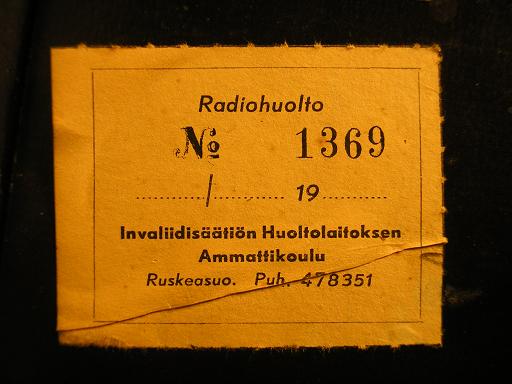 Radiohuolto
№ 1369
............/............ 19............
Invaliidisäätiön Huoltolaitoksen
Ammattikoulu
Ruskeasuo. Puh. 478351